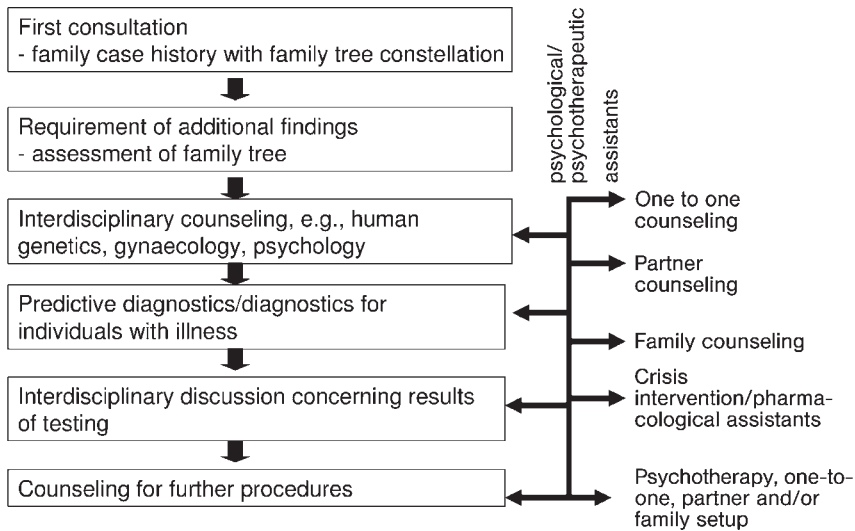 First consultation
- family case history with family tree constellation
Requirement of additional findings
- assessment of family tree
Interdisciplinary counseling, e.g., human
genetics, gynaecology, psychology
Predictive diagnostics/diagnostics for
individuals with illness
Interdisciplinary discussion concerning results
of testing
Counseling for further procedures
psychological/
psychotherapeutic
assistants
One to one
counseling
Partner
counseling
Family counseling
Crisis
intervention/pharma-
cological assistants
Psychotherapy, one-to-
one, partner and/or
family setup